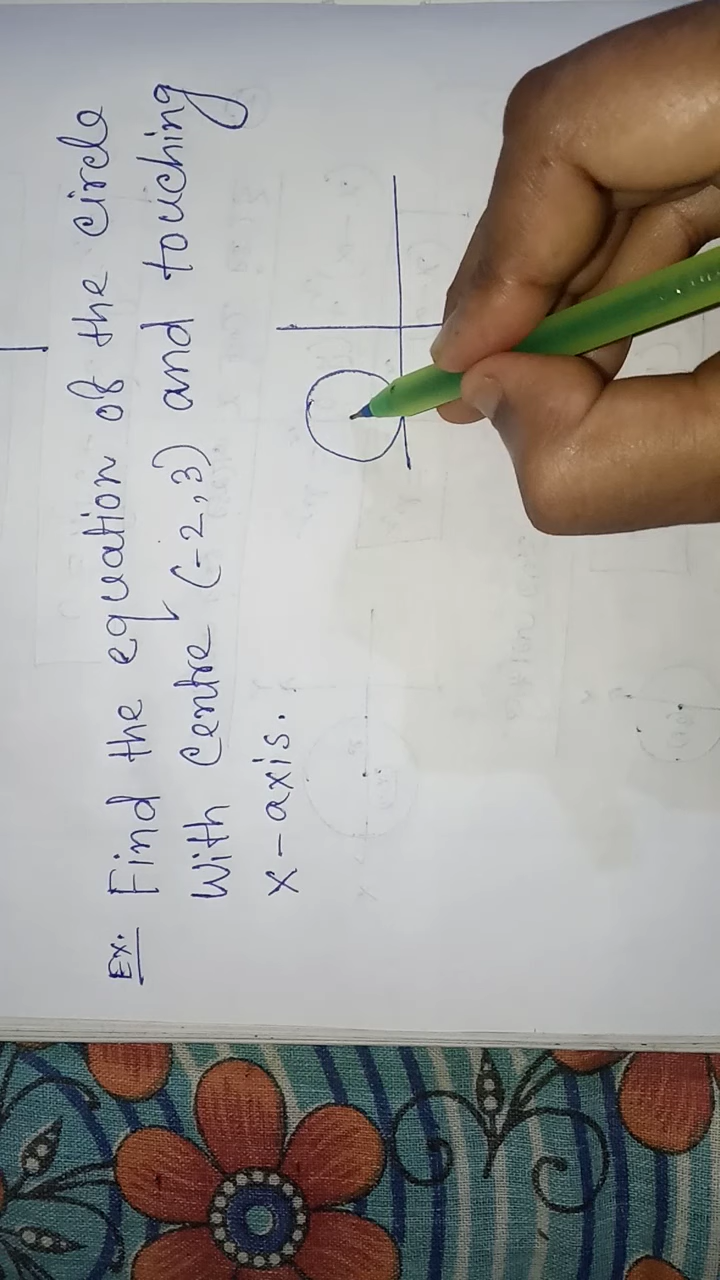 Ex. Find the equation of the circle
With Centre (-2,3) and touching
x-axis.